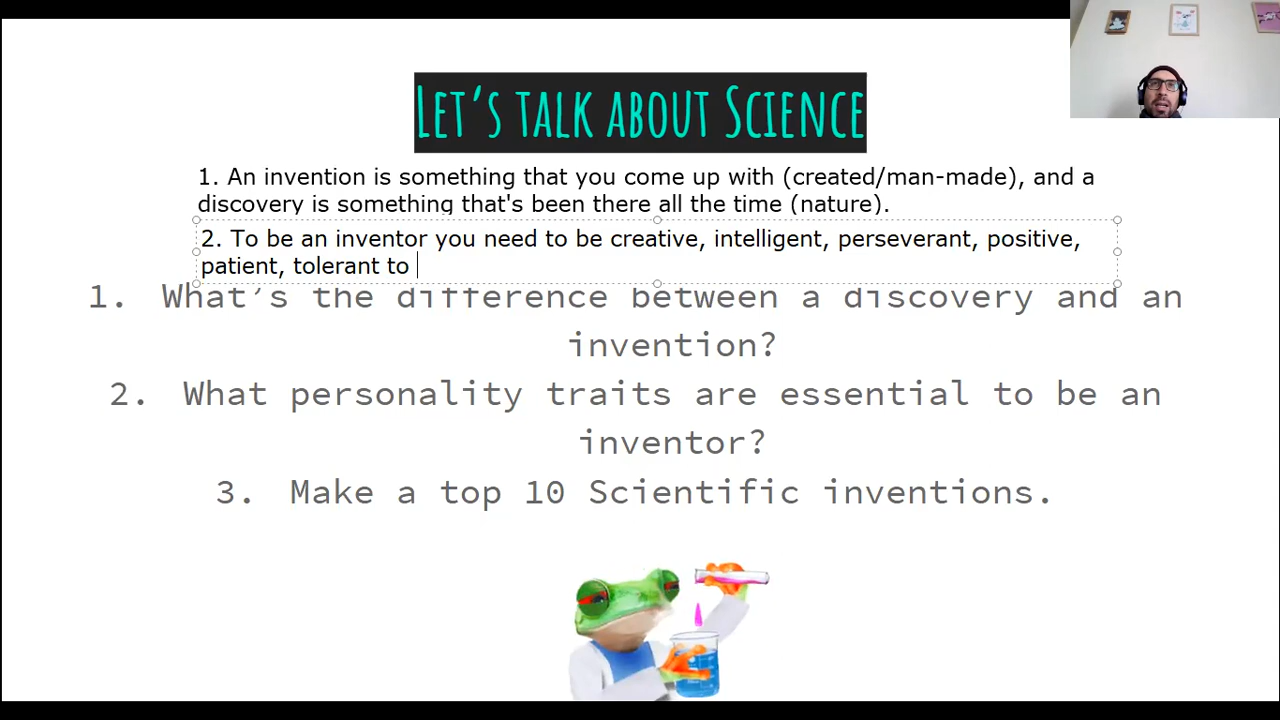 Let's talk about Science
1. An invention is something that you come up with (created/man-made), and a
discovery is something that's been there all the time (nature).
2. To be an inventor you need to be creative, intelligent, perseverant, positive,
patient, tolerant to
1. What's the difference between a discovery and an
invention?
2. What personality traits are essential to be an
inventor?
3. Make a top 10 Scientific inventions.